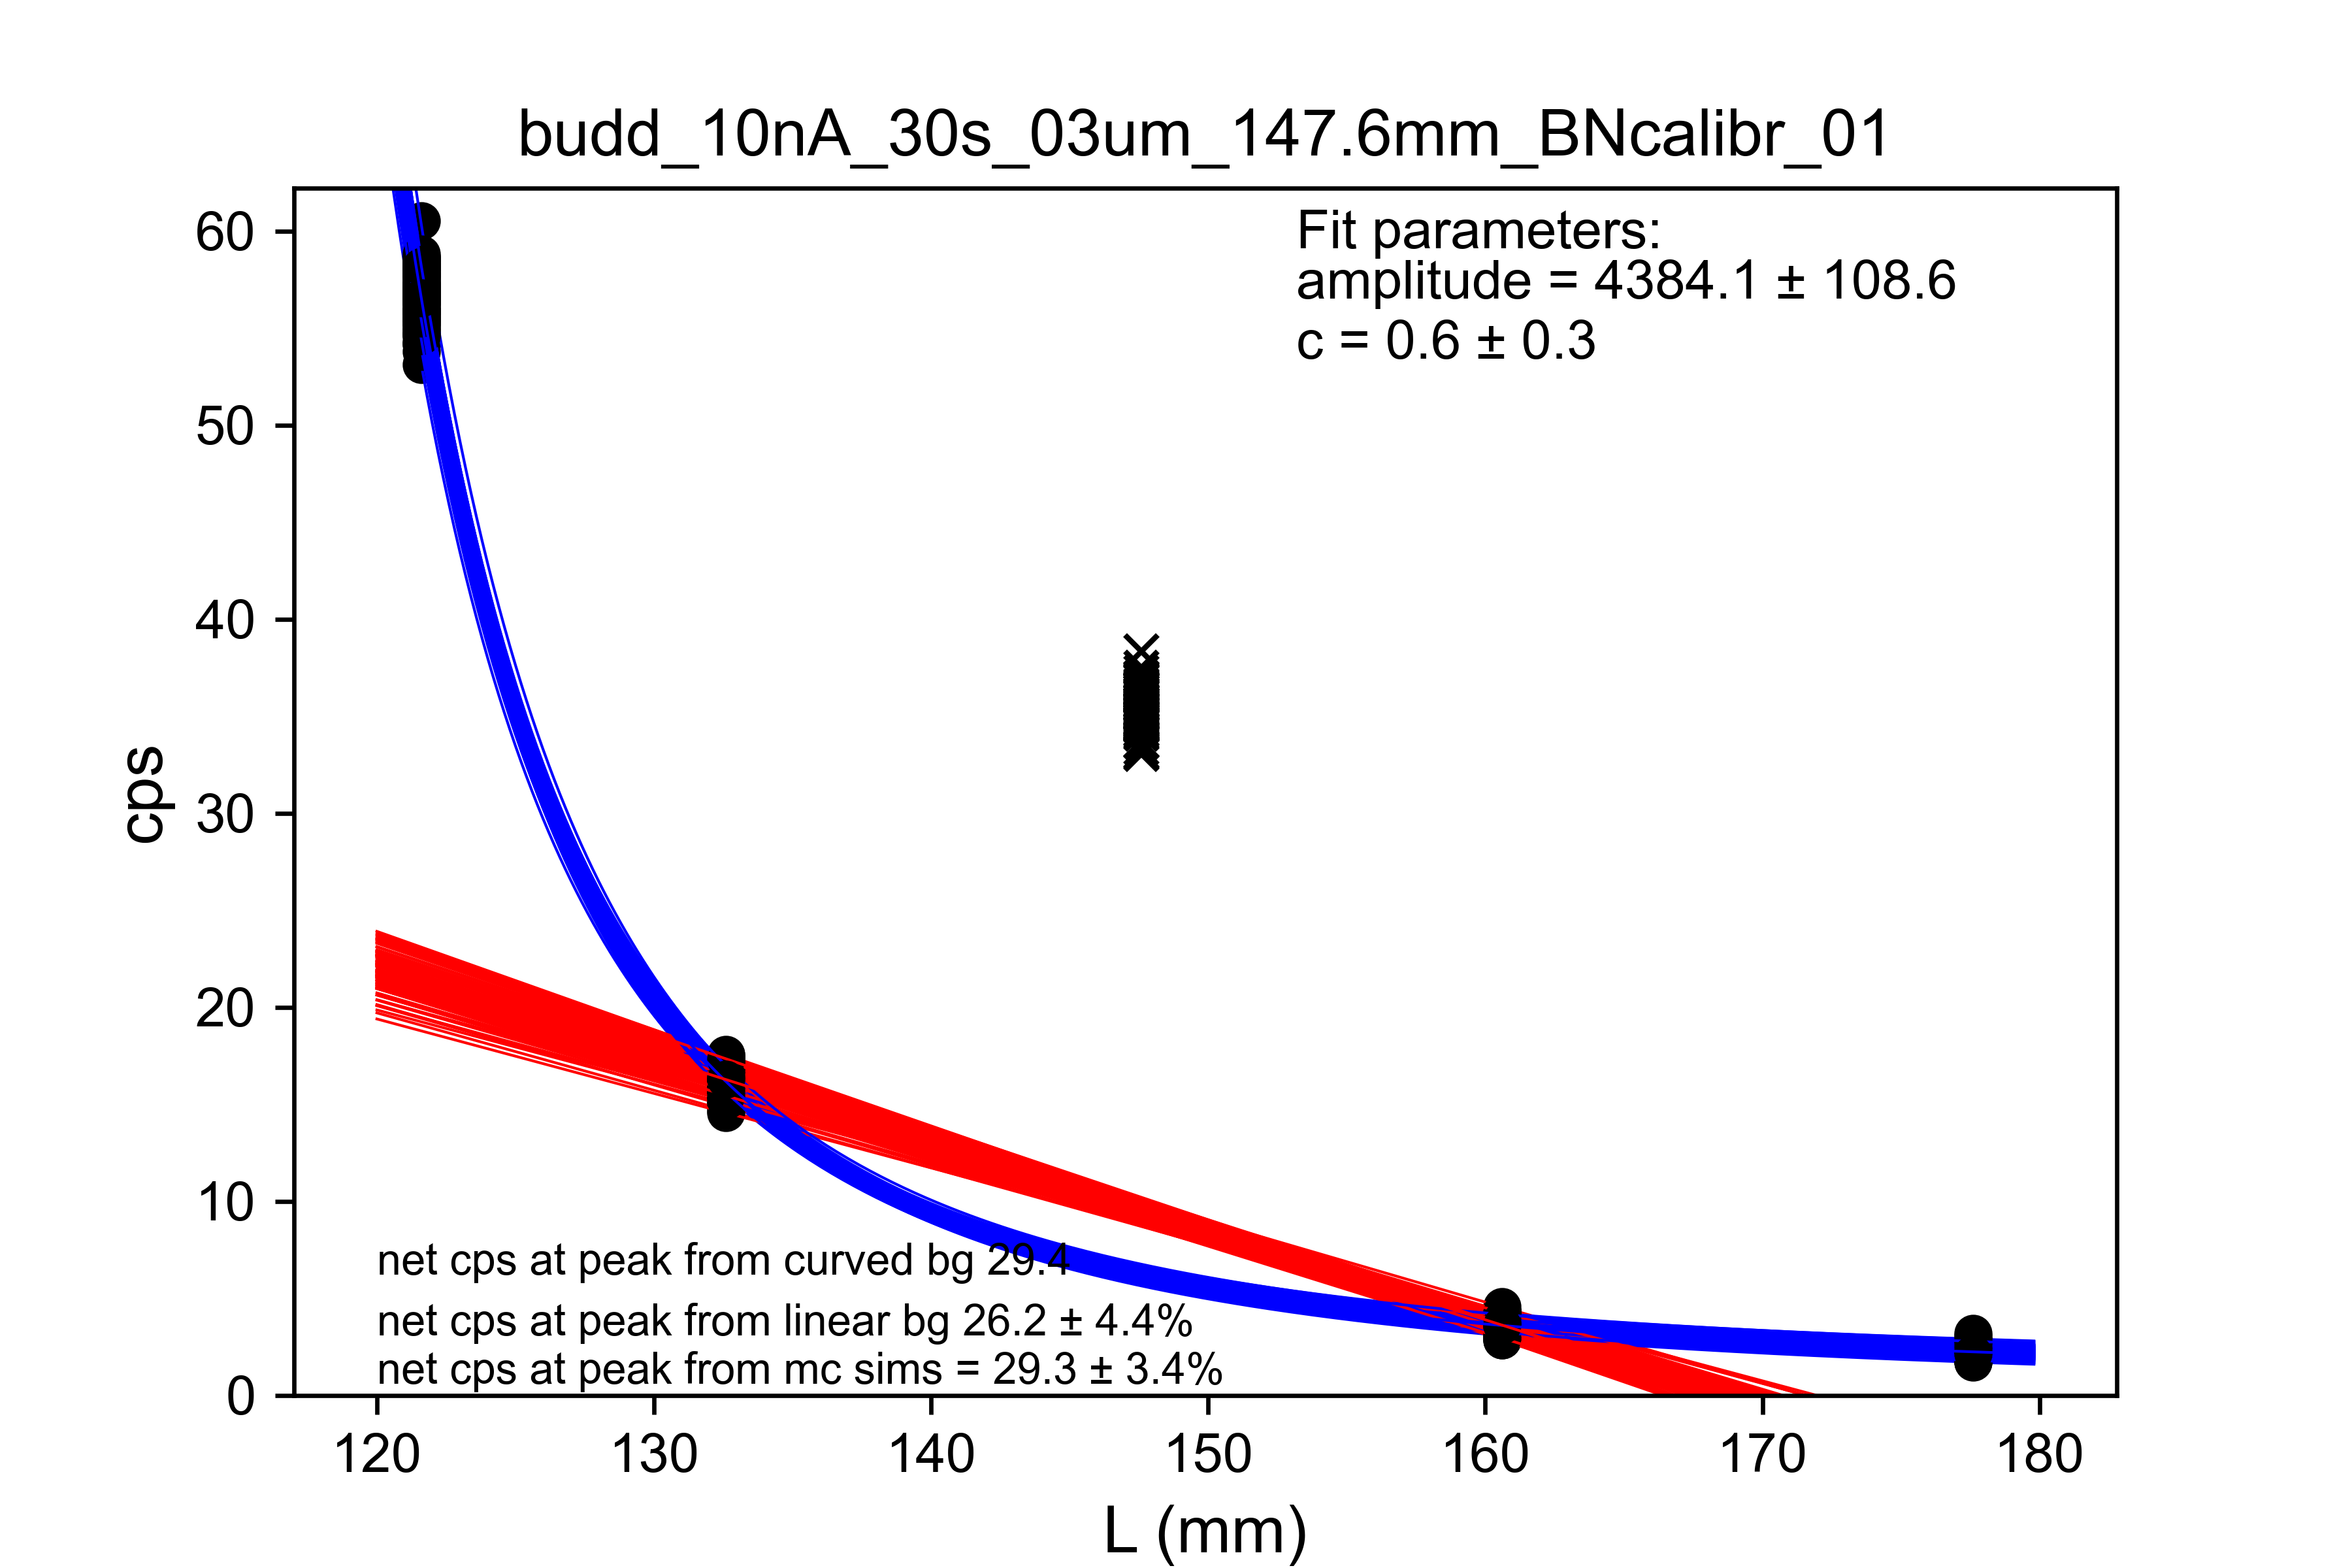 budd_10nA_30s_03um_147.6mm_BNcalibr_01
Fit parameters:
amplitude = 4384.1 ± 108.6
c = 0.6 ± 0.3
cps
60
50
40
30
20
10
0
net cps at peak from curved bg 29.4
net cps at peak from linear bg 26.2 ± 4.4%
net cps at peak from mc sims = 29.3 ± 3.4%
120 130 140 150 160 170 180
L (mm)